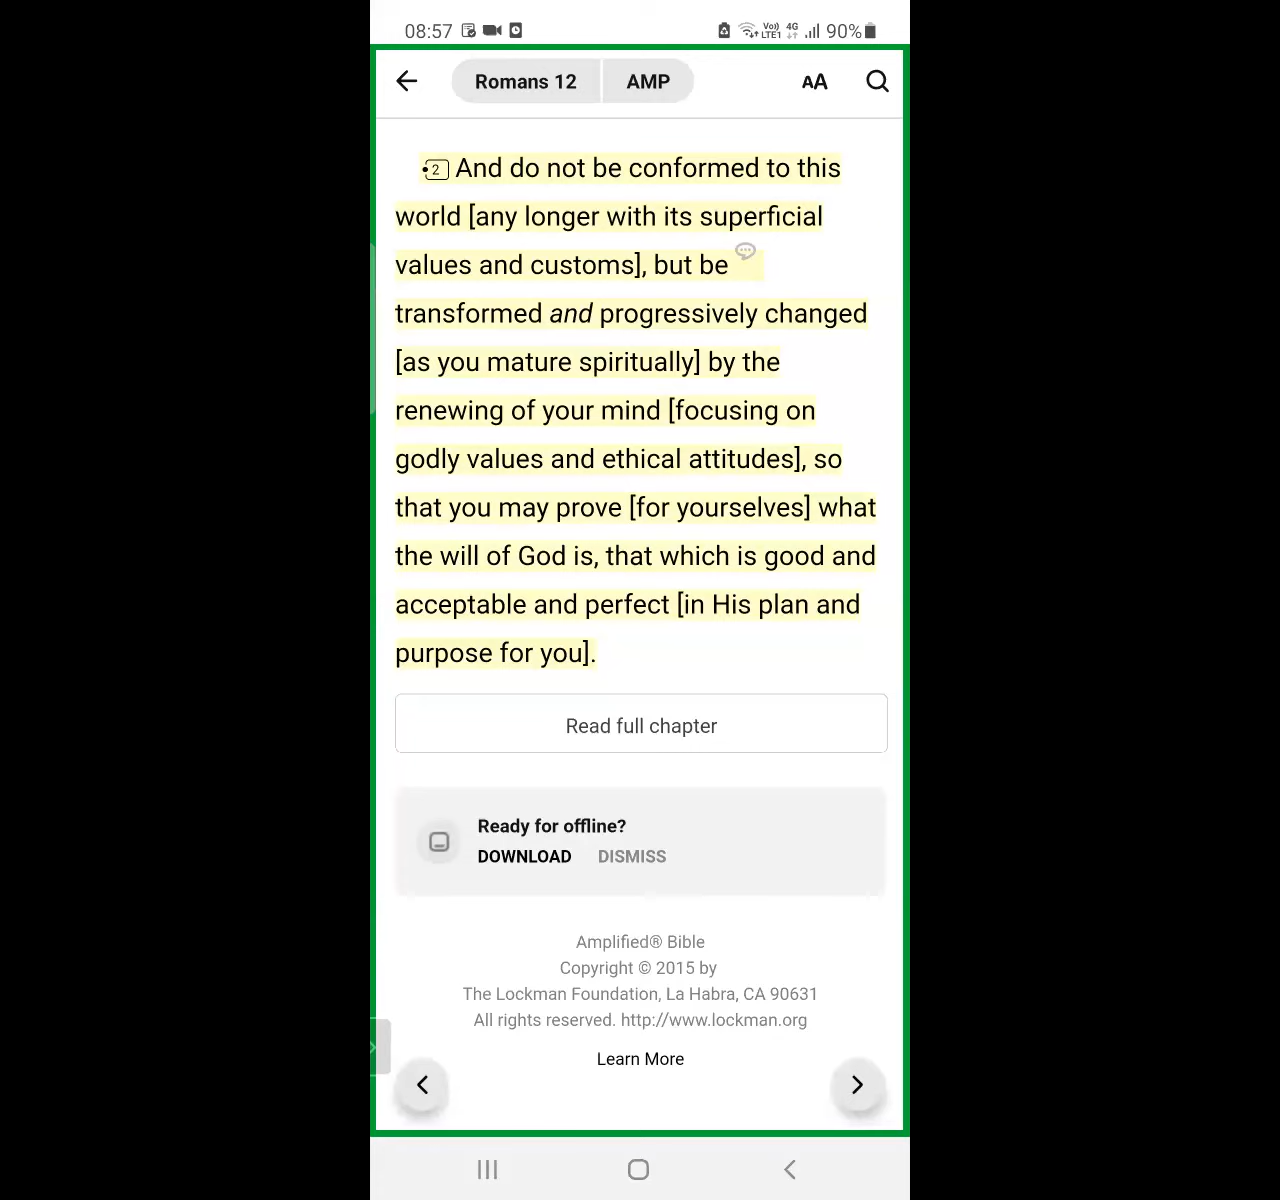 08:57 Vo)) LTE1 4G 90%
Romans 12 AMP AA
2 And do not be conformed to this
world [any longer with its superficial
values and customs], but be
transformed and progressively changed
[as you mature spiritually] by the
renewing of your mind [focusing on
godly values and ethical attitudes], so
that you may prove [for yourselves] what
the will of God is, that which is good and
acceptable and perfect [in His plan and
purpose for you].
Read full chapter
Ready for offline?
DOWNLOAD DISMISS
Amplified® Bible
Copyright © 2015 by
The Lockman Foundation, La Habra, CA 90631
All rights reserved. http://www.lockman.org
Learn More